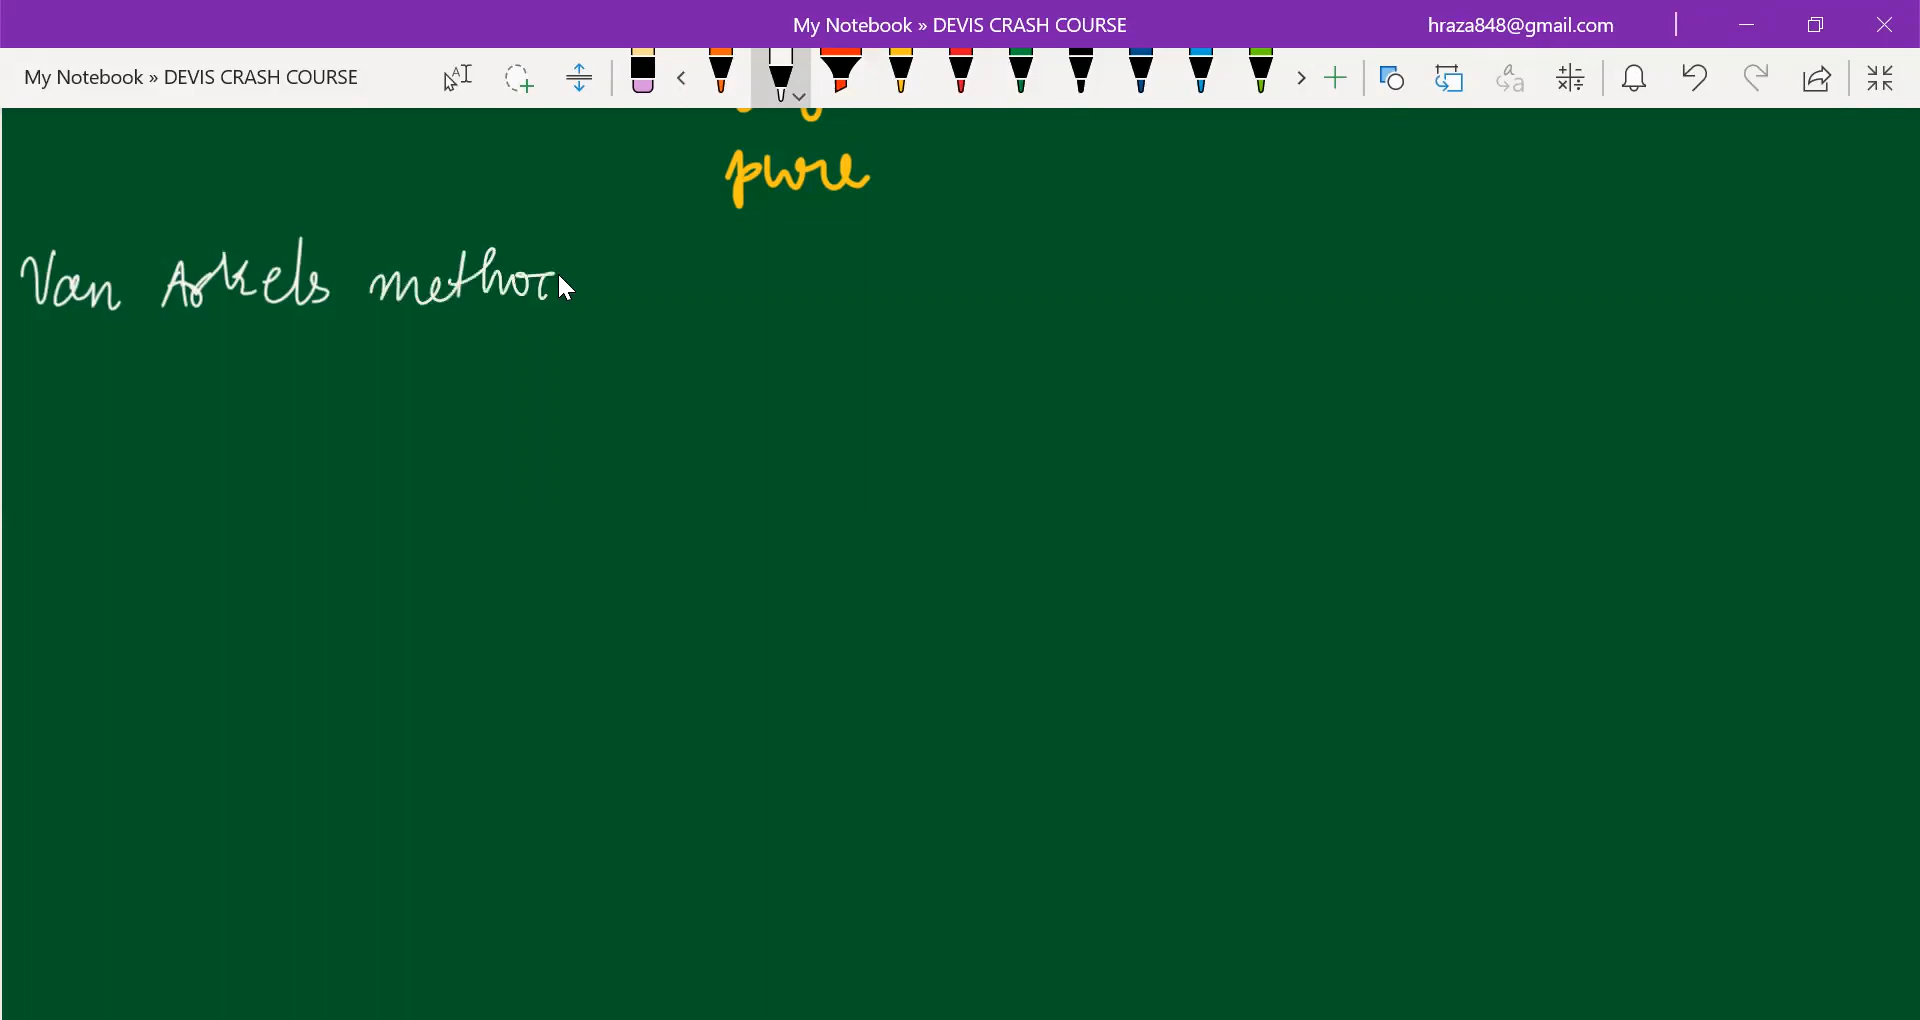 My Notebook » DEVIS CRASH COURSE
hraza848@gmail.com
My Notebook » DEVIS CRASH COURSE
pure
Van Arkels method